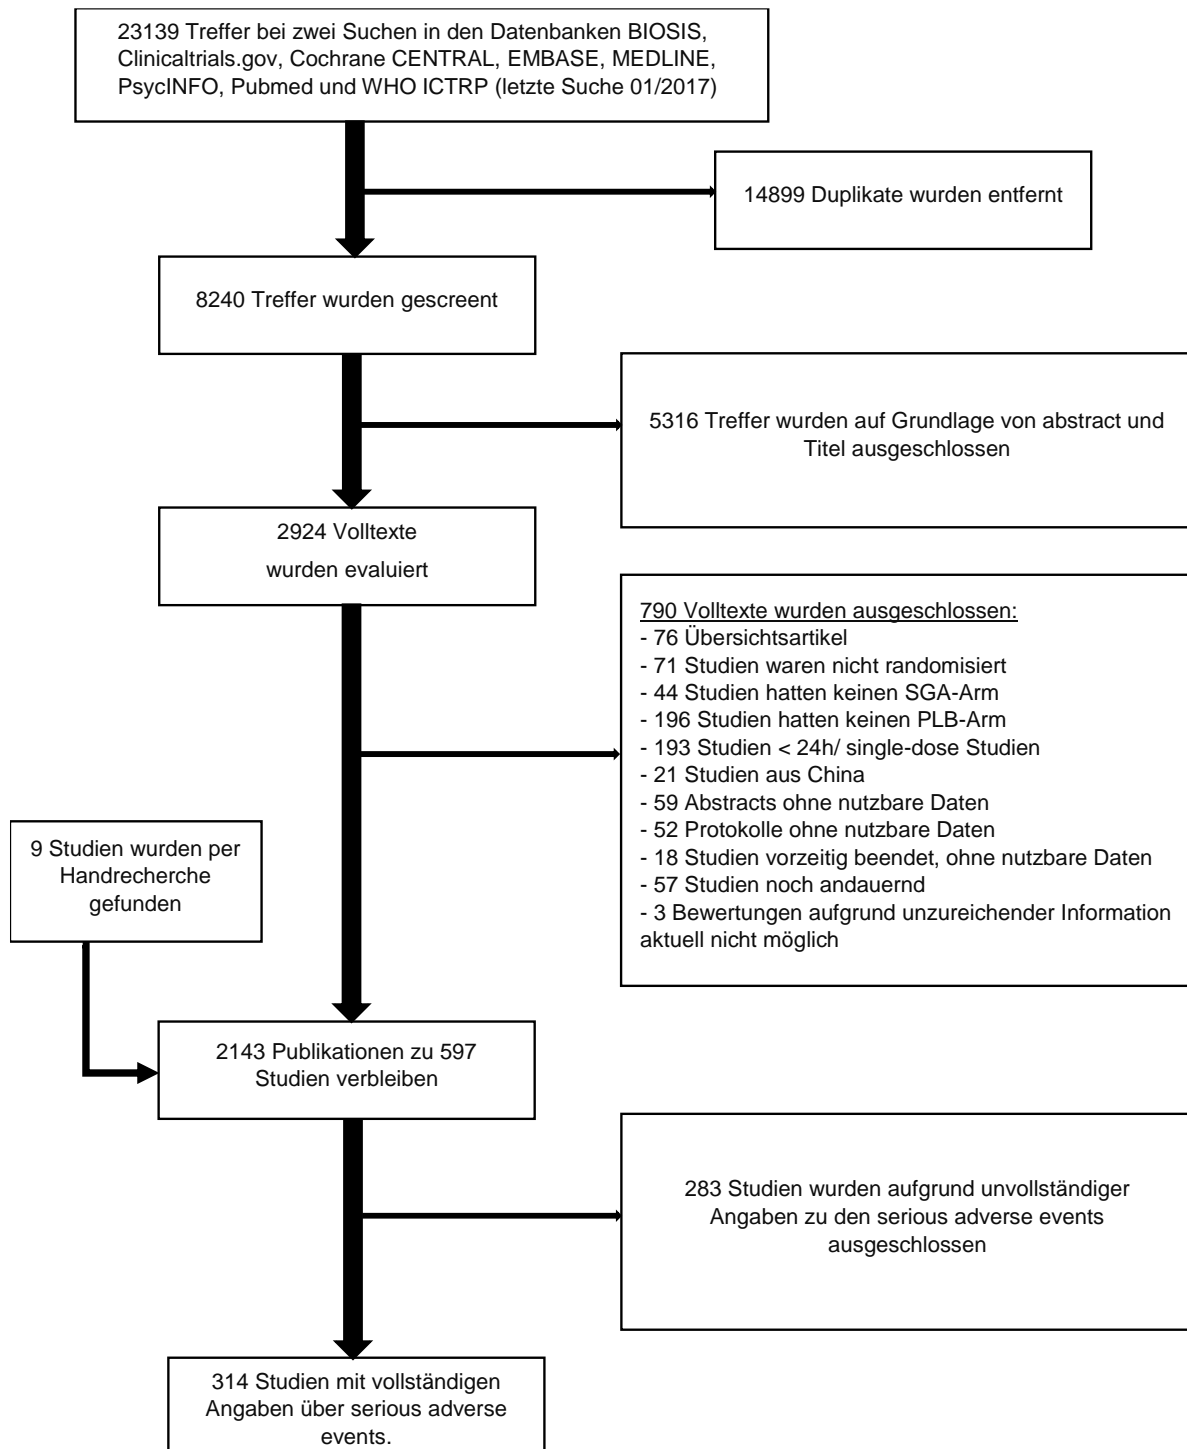 23139 Treffer bei zwei Suchen in den Datenbanken BIOSIS,
Clinicaltrials.gov, Cochrane CENTRAL, EMBASE, MEDLINE,
PsycINFO, Pubmed und WHO ICTRP (letzte Suche 01/2017)
14899 Duplikate wurden entfernt
8240 Treffer wurden gescreent
5316 Treffer wurden auf Grundlage von abstract und
Titel ausgeschlossen
2924 Volltexte
wurden evaluiert
790 Volltexte wurden ausgeschlossen:
- 76 Übersichtsartikel
- 71 Studien waren nicht randomisiert
- 44 Studien hatten keinen SGA-Arm
- 196 Studien hatten keinen PLB-Arm
- 193 Studien < 24h/ single-dose Studien
- 21 Studien aus China
- 59 Abstracts ohne nutzbare Daten
- 52 Protokolle ohne nutzbare Daten
- 18 Studien vorzeitig beendet, ohne nutzbare Daten
- 57 Studien noch andauernd
- 3 Bewertungen aufgrund unzureichender Information
aktuell nicht möglich
9 Studien wurden per
Handrecherche
gefunden
2143 Publikationen zu 597
Studien verbleiben
283 Studien wurden aufgrund unvollständiger
Angaben zu den serious adverse events
ausgeschlossen
314 Studien mit vollständigen
Angaben über serious adverse
events.